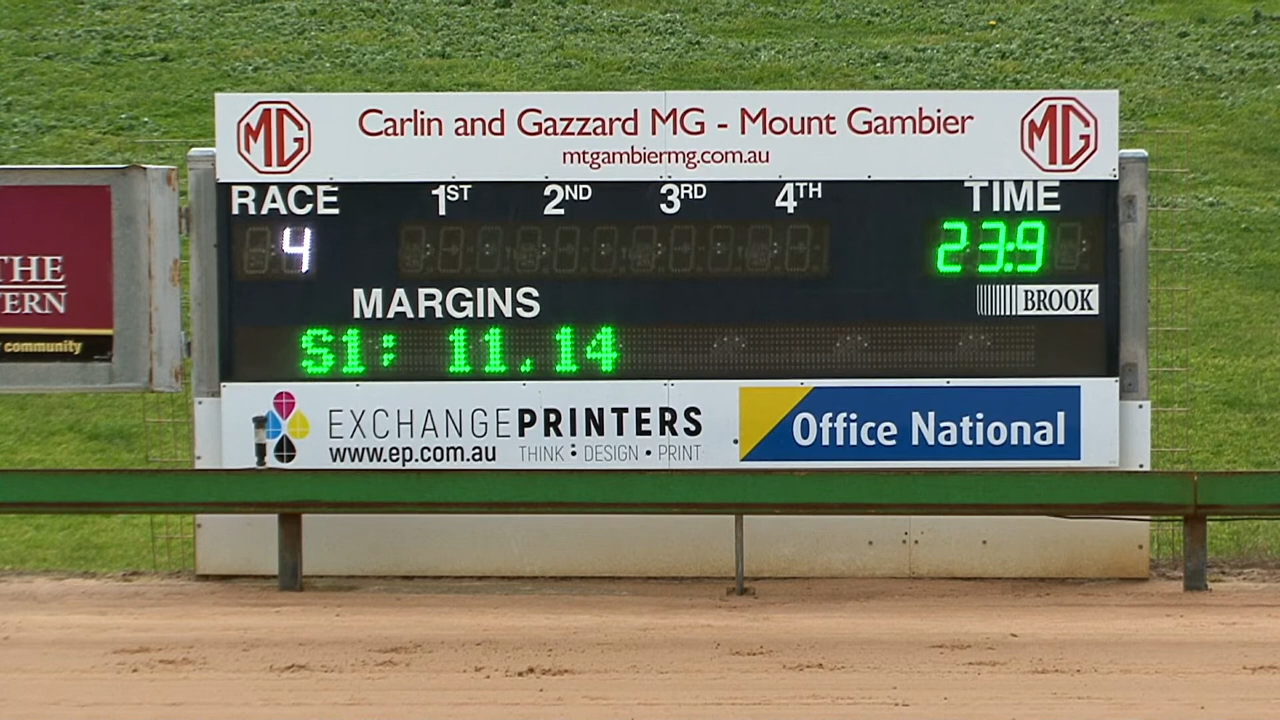 MG Carlin and Gazzard MG - Mount Gambier MG
mtgambiermg.com.au
RACE 1ST 2ND 3RD 4TH TIME
4 23.9
MARGINS BROOK
S1: 11.14
THE
community
EXCHANGEPRINTERS
www.ep.com.au THINK : DESIGN • PRINT
Office National